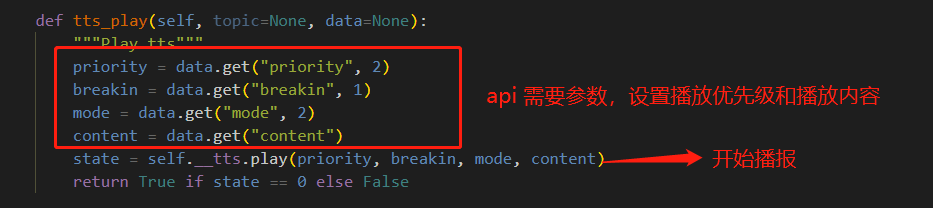 def tts_play(self, topic=None, data=None):
"""Play tts"""
priority = data.get("priority", 2)
breakin = data.get("breakin", 1)
mode = data.get("mode", 2)
content = data.get("content")
api 需要参数，设置播放优先级和播放内容
state = self.__tts.play(priority, breakin, mode, content)
开始播报
return True if state == 0 else False